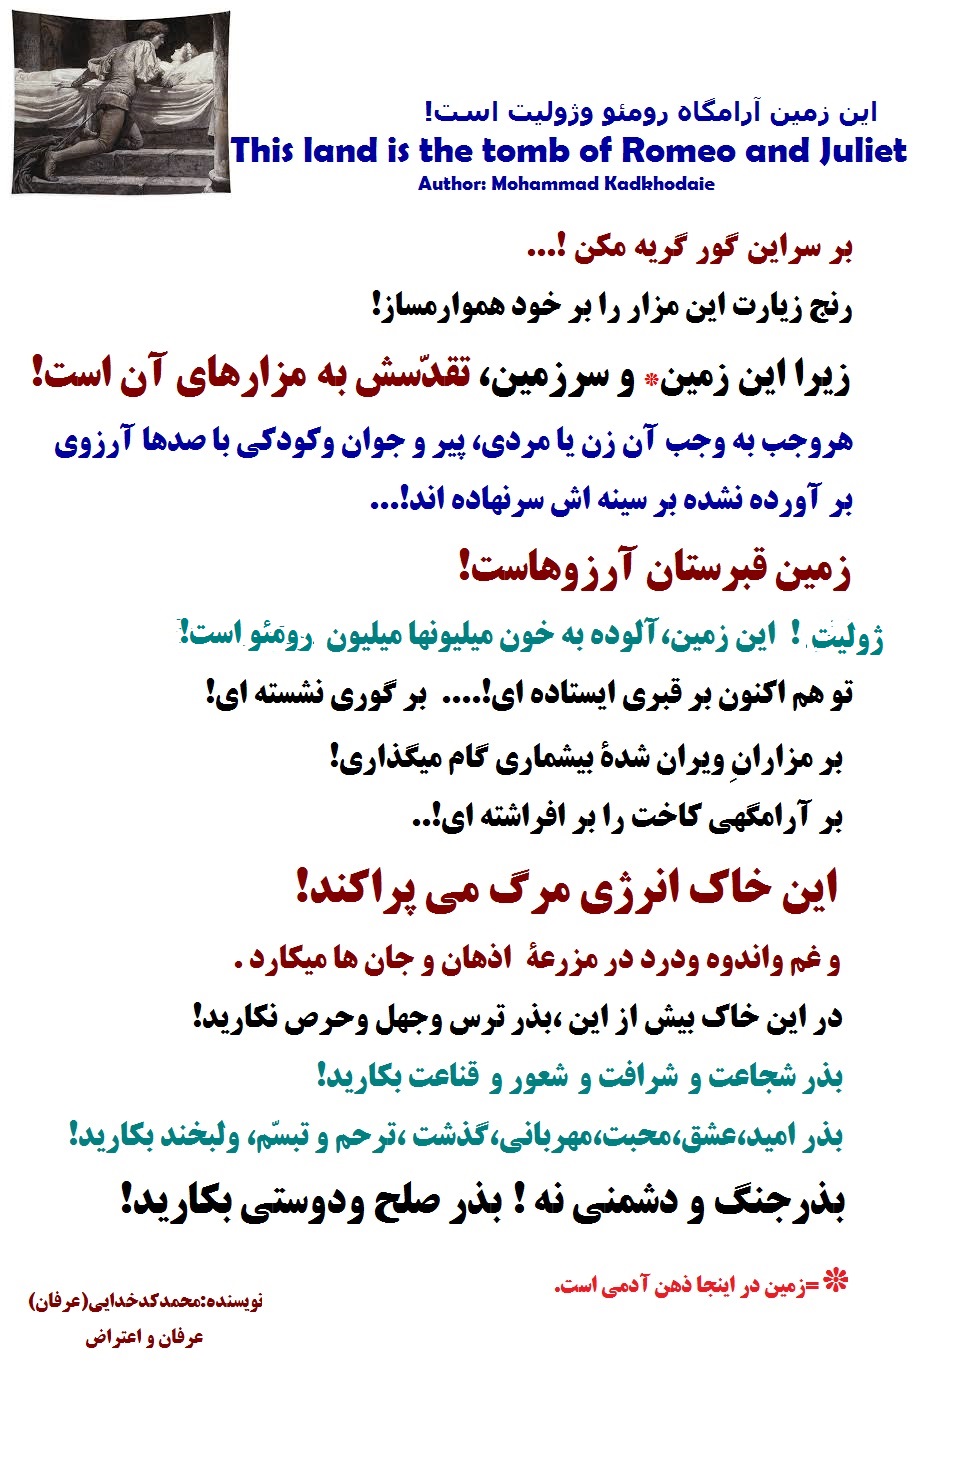 این زمین آرامگاه رومئو وژولیت است!
This land is the tomb of Romeo and Juliet
Author: Mohammad Kadkhodaie
بر سراین گور گریه مکن !...
رنج زیارت این مزار را بر خود هموارمساز!
زیرا این زمین* و سرزمین، تقدّسش به مزارهای آن است!
هروجب به وجب آن زن یا مردی، پیر و جوان وکودکی با صدها آرزوی
بر آورده نشده بر سینه اش سرنهاده اند!...
زمین قبرستان آرزوهاست!
ژولیت ! این زمین،آلوده به خون میلیونها میلیون رومئو است!
تو هم اکنون بر قبری ایستاده ای!.... بر گوری نشسته ای!
بر مزارانِ ویران شدهٔ بیشماری گام میگذاری!
بر آرامگهی کاخت را بر افراشته ای!..
این خاک انرژی مرگ می پراکند!
و غم واندوه ودرد در مزرعهٔ اذهان و جان ها میکارد .
در این خاک بیش از این ،بذر ترس وجهل وحرص نکارید!
بذر شجاعت و شرافت و شعور و قناعت بکارید!
بذر امید،عشق،محبت،مهربانی،گذشت ،ترحم و تبسّم، ولبخند بکارید!
بذرجنگ و دشمنی نه ! بذر صلح ودوستی بکارید!
*=زمین در اینجا ذهن آدمی است.
نویسنده:محمدکدخدایی(عرفان)
عرفان و اعتراض